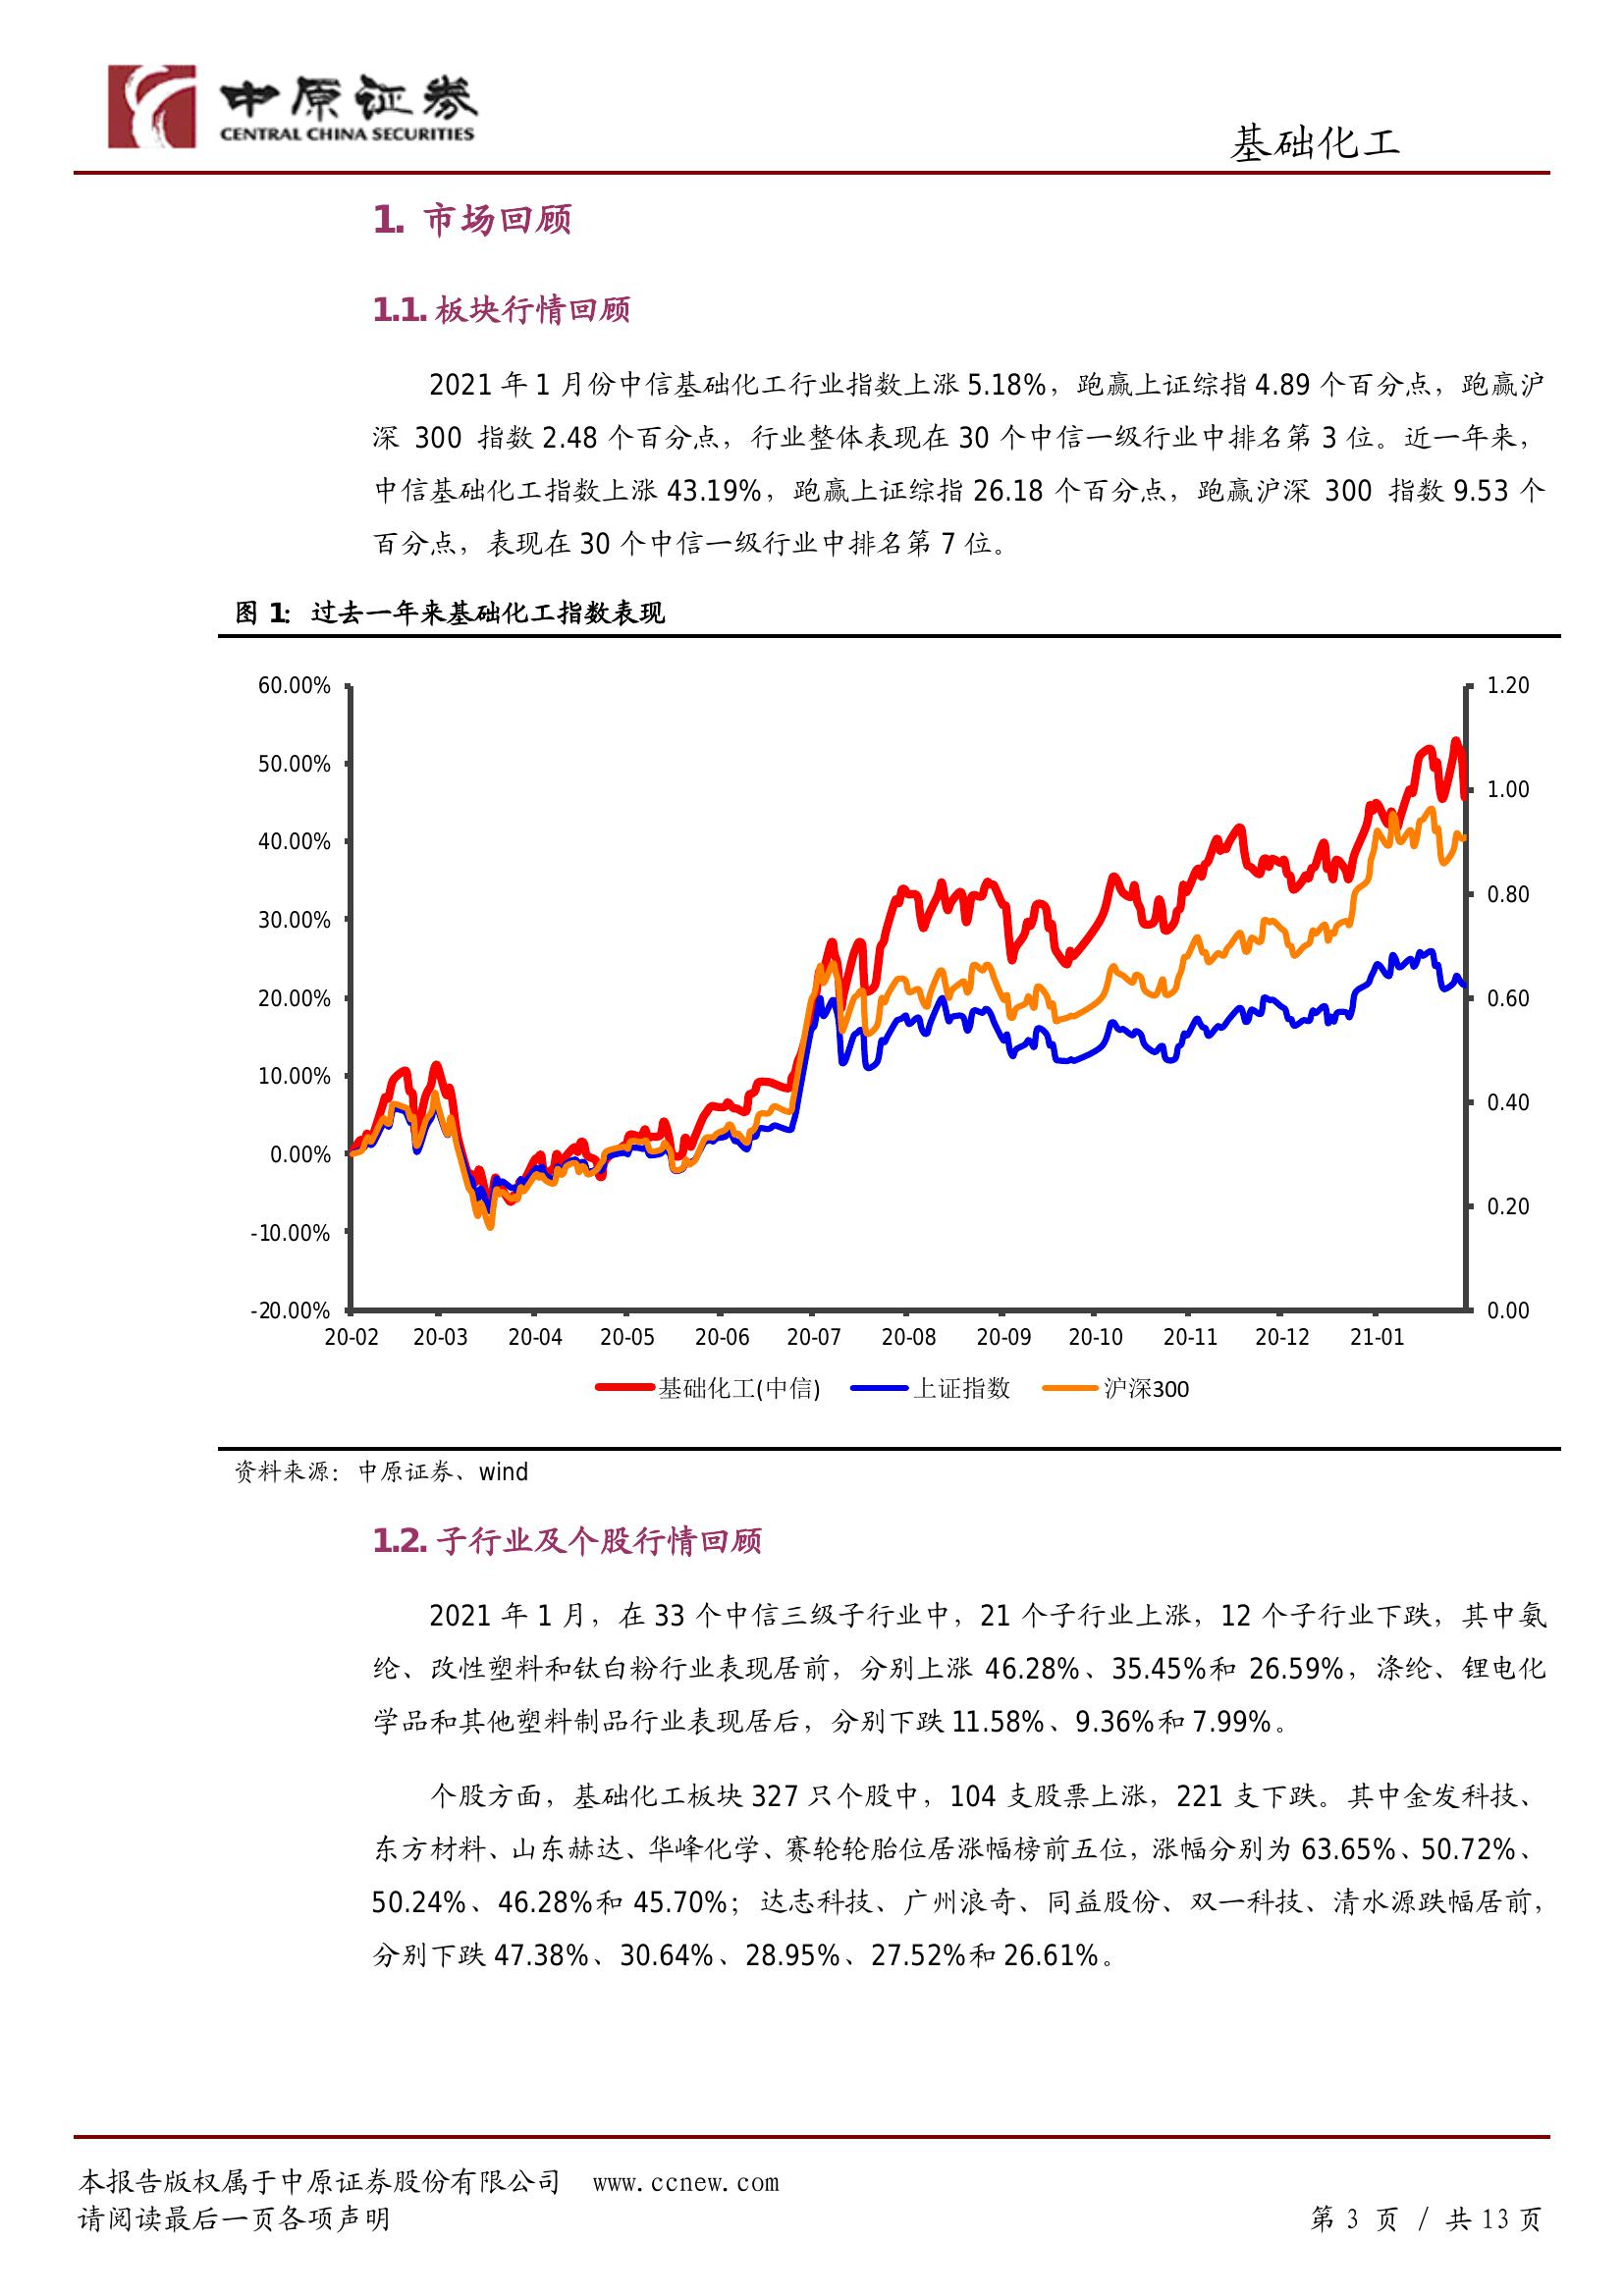 中原证券
CENTRAL CHINA SECURITIES
基础化工
1. 市场回顾
1.1. 板块行情回顾
2021 年 1 月份中信基础化工行业指数上涨 5.18%，跑赢上证综指 4.89 个百分点，跑赢沪
深 300 指数 2.48 个百分点，行业整体表现在 30 个中信一级行业中排名第 3 位。近一年来，
中信基础化工指数上涨 43.19%，跑赢上证综指 26.18 个百分点，跑赢沪深 300 指数 9.53 个
百分点，表现在 30 个中信一级行业中排名第 7 位。
图 1：过去一年来基础化工指数表现
60.00% 1.20
50.00%
1.00
40.00%
0.80
30.00%
20.00% 0.60
10.00%
0.40
0.00%
0.20
-10.00%
-20.00% 0.00
20-02 20-03 20-04 20-05 20-06 20-07 20-08 20-09 20-10 20-11 20-12 21-01
基础化工(中信) 上证指数 沪深300
资料来源：中原证券、wind
1.2. 子行业及个股行情回顾
2021 年 1 月，在 33 个中信三级子行业中，21 个子行业上涨，12 个子行业下跌，其中氨
纶、改性塑料和钛白粉行业表现居前，分别上涨 46.28%、35.45%和 26.59%，涤纶、锂电化
学品和其他塑料制品行业表现居后，分别下跌 11.58%、9.36%和 7.99%。
个股方面，基础化工板块 327 只个股中，104 支股票上涨，221 支下跌。其中金发科技、
东方材料、山东赫达、华峰化学、赛轮轮胎位居涨幅榜前五位，涨幅分别为 63.65%、50.72%、
50.24%、46.28%和 45.70%；达志科技、广州浪奇、同益股份、双一科技、清水源跌幅居前，
分别下跌 47.38%、30.64%、28.95%、27.52%和 26.61%。
本报告版权属于中原证券股份有限公司 www.ccnew.com
请阅读最后一页各项声明 第 3 页 / 共 13 页